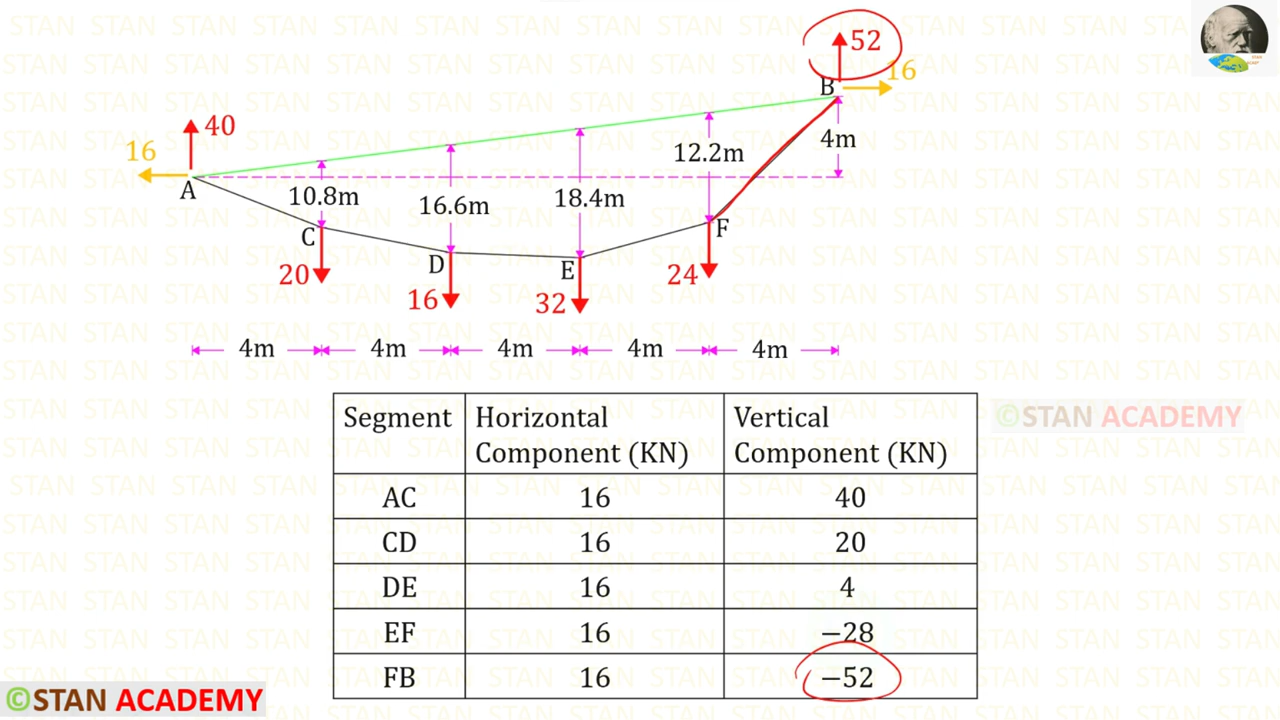 52
B
16
40
16
A
4m
12.2m
10.8m
16.6m
18.4m
C
D
E
F
20
16
32
24
4m
4m
4m
4m
4m
Segment
Horizontal
Component (KN)
Vertical
Component (KN)
AC 16 40
CD 16 20
DE 16 4
EF 16 −28
FB 16 −52
©STAN ACADEMY
©STAN ACADEMY